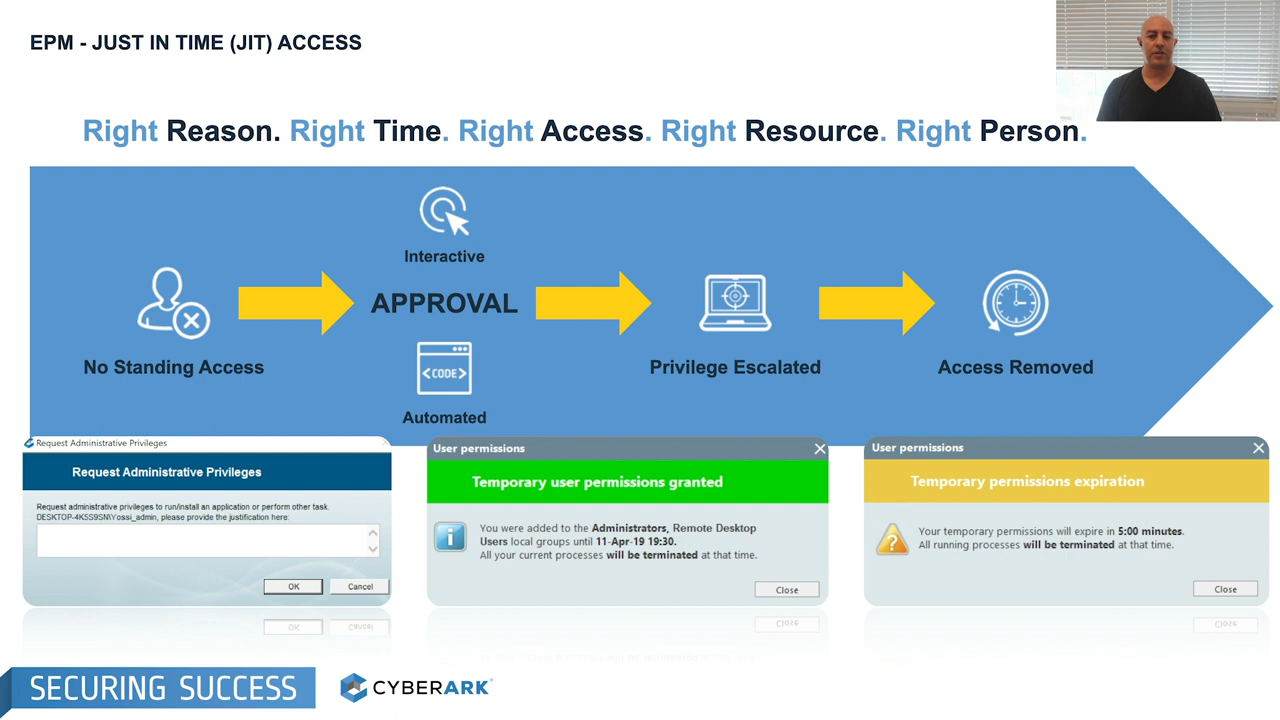 EPM - JUST IN TIME (JIT) ACCESS
Right Reason. Right Time. Right Access. Right Resource. Right Person.
Interactive
APPROVAL
<CODE>
Automated
No Standing Access
Privilege Escalated
Access Removed
Request Administrative Privileges
Request Administrative Privileges
Request administrative privileges to run/install an application or perform other task.
DESKTOP-4K5S9SN\Yossi_admin, please provide the justification here:
OK
Cancel
User permissions
Temporary user permissions granted
You were added to the Administrators, Remote Desktop
Users local groups until 11-Apr-19 19:30.
All your current processes will be terminated at that time.
Close
User permissions
Temporary permissions expiration
Your temporary permissions will expire in 5:00 minutes.
All running processes will be terminated at that time.
Close
SECURING SUCCESS
CYBERARK®